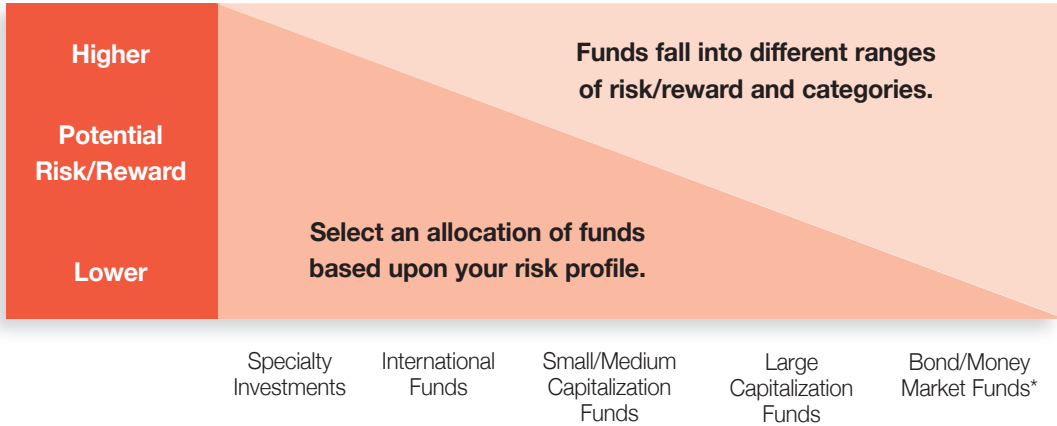 Higher
Potential
Risk/Reward
Lower
Funds fall into different ranges
of risk/reward and categories.
Select an allocation of funds
based upon your risk profile.
Specialty
Investments
International
Funds
Small/Medium
Capitalization
Funds
Large
Capitalization
Funds
Bond/Money
Market Funds*